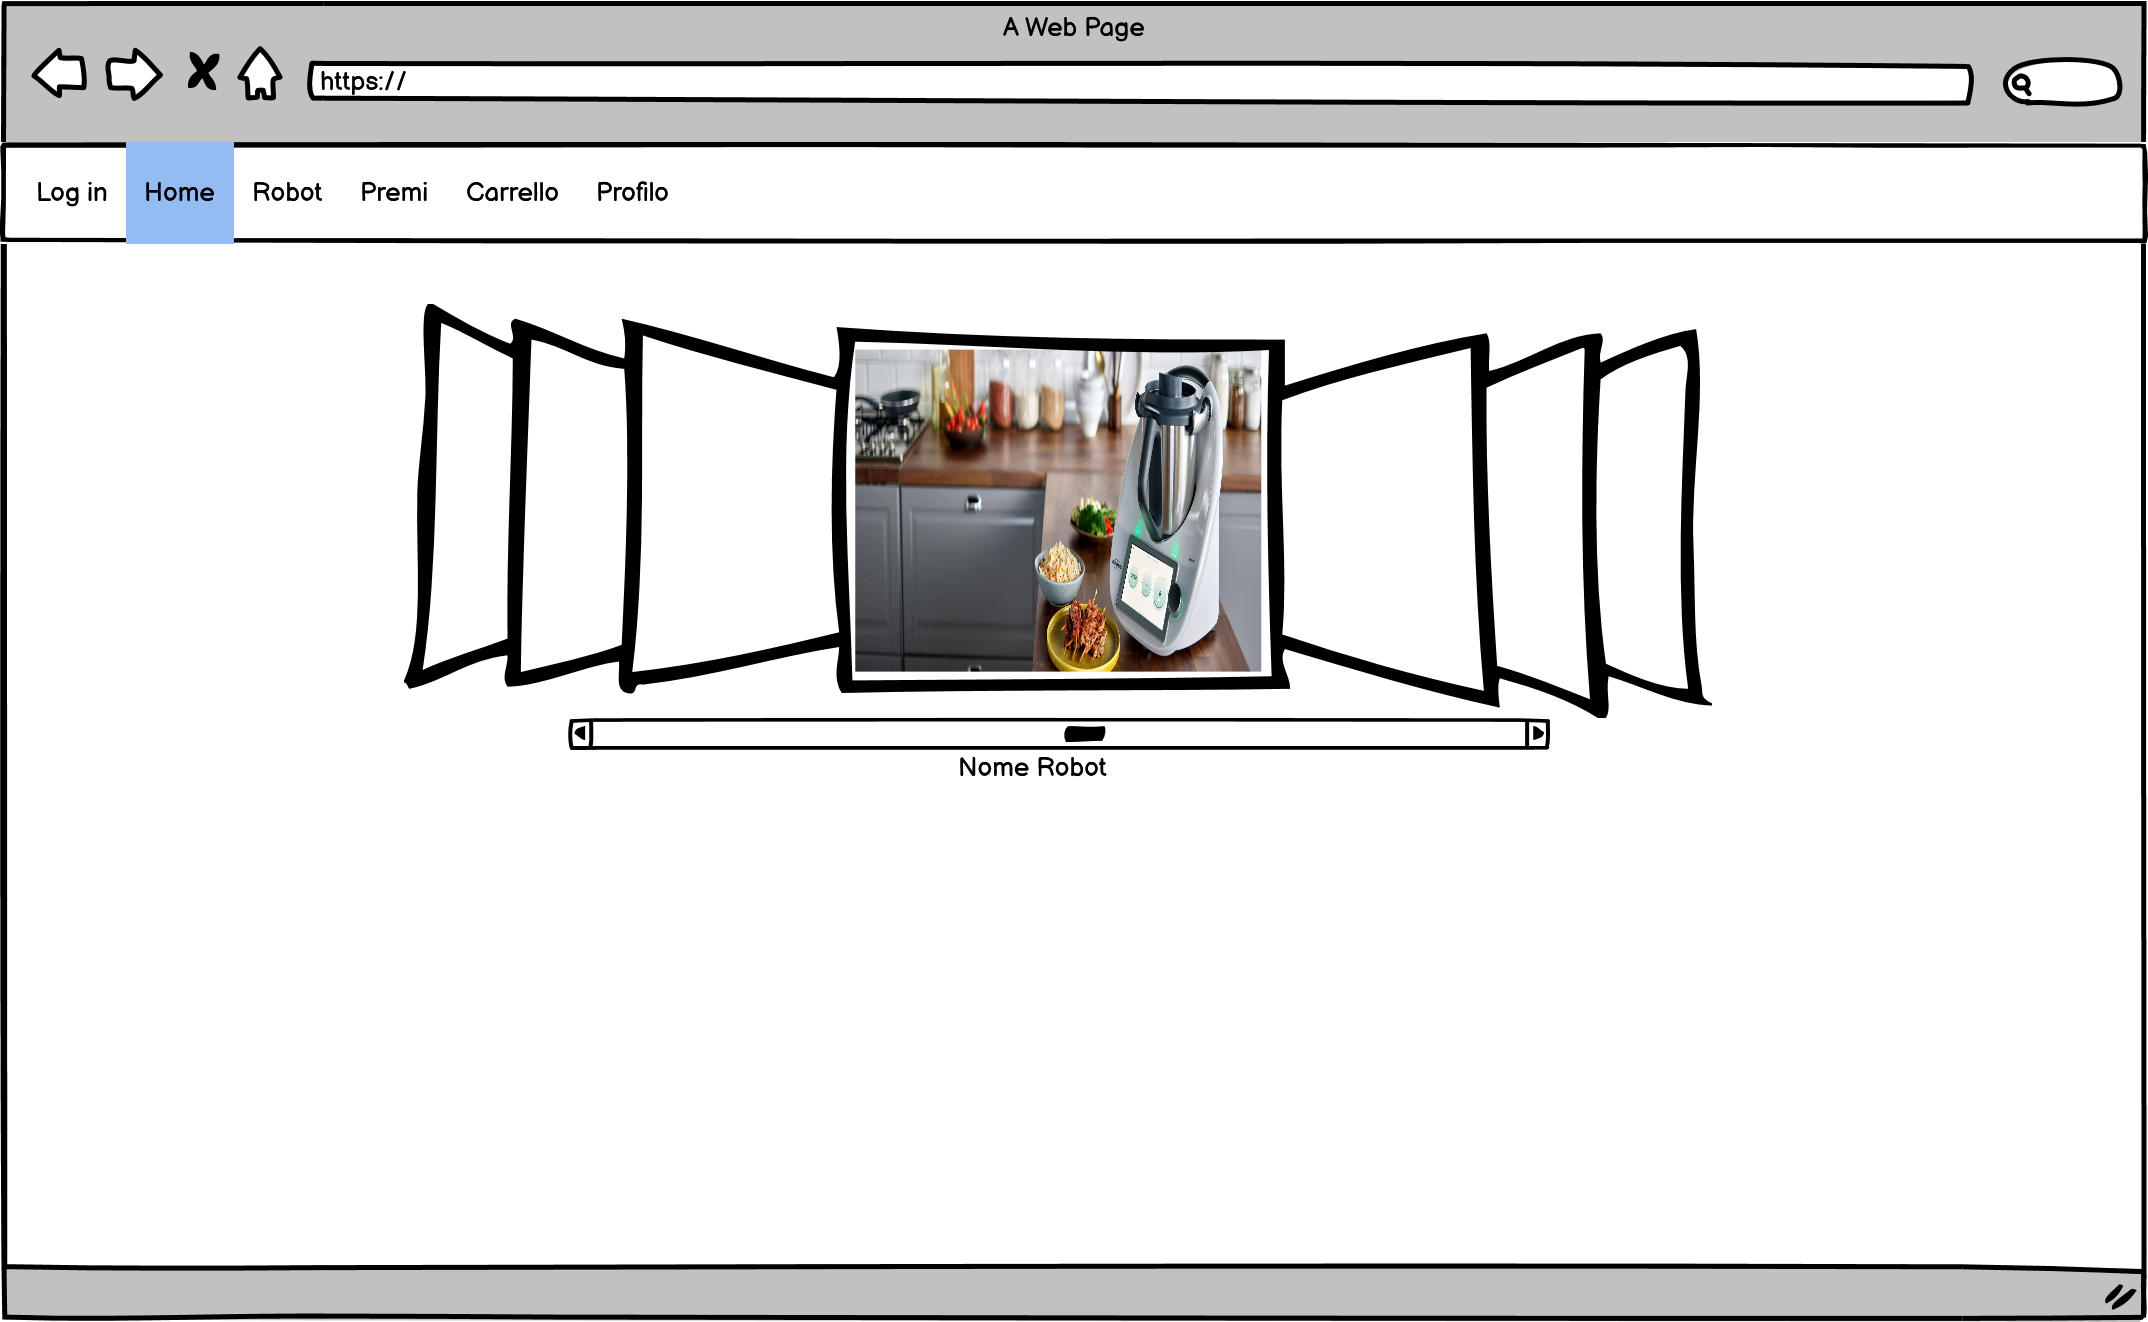 A Web Page
https://
Log in Home Robot Premi Carrello Profilo
Nome Robot